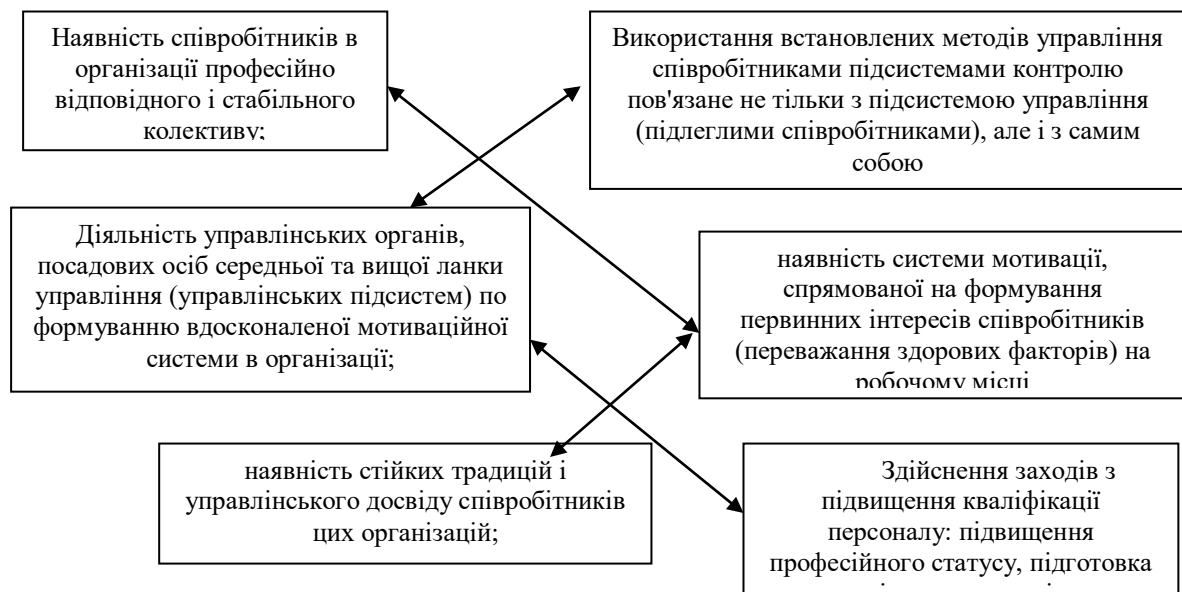 Наявність співробітників в
організації професійно
відповідного і стабільного
колективу;
Використання встановлених методів управління
співробітниками підсистемами контролю
пов'язане не тільки з підсистемою управління
(підлеглими співробітниками), але і з самим
собою
Діяльність управлінських органів,
посадових осіб середньої та вищої ланки
управління (управлінських підсистем) по
формуванню вдосконаленої мотиваційної
системи в організації;
наявність системи мотивації,
спрямованої на формування
первинних інтересів співробітників
(переважання здорових факторів) на
робочому місці
наявність стійких традицій і
управлінського досвіду співробітників
цих організацій;
Здійснення заходів з
підвищення кваліфікації
персоналу: підвищення
професійного статусу, підготовка